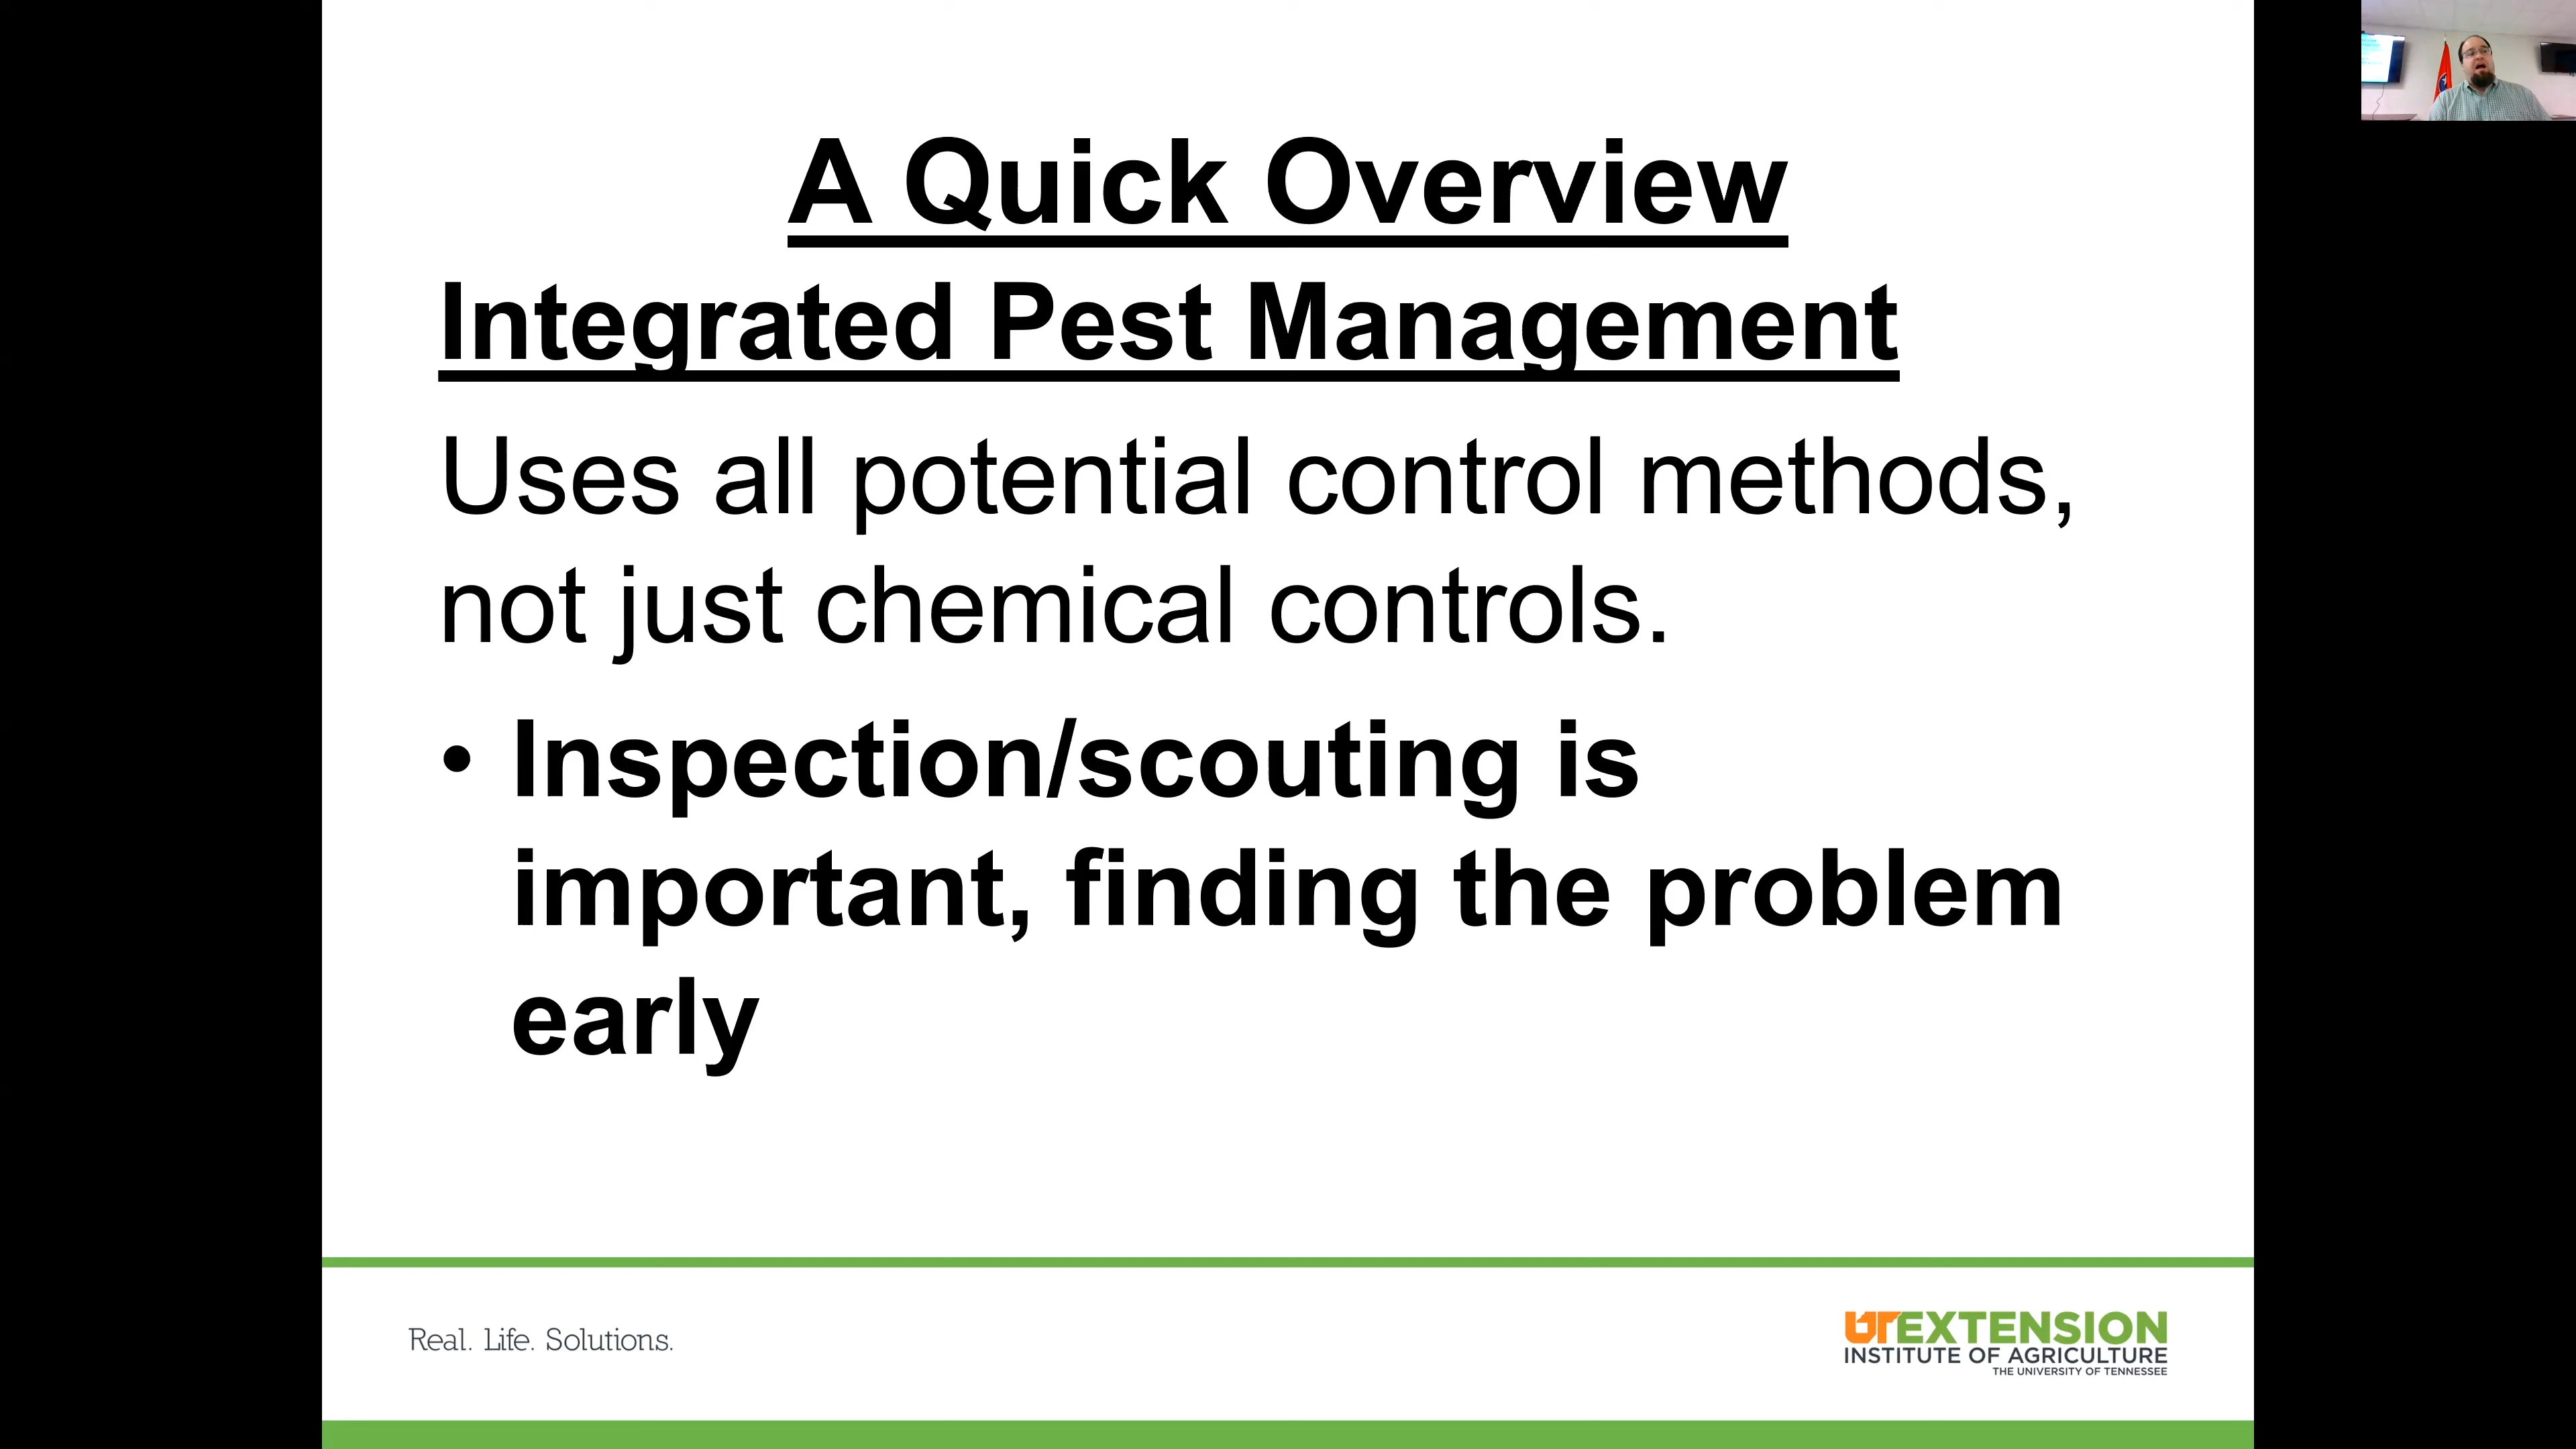 A Quick Overview
Integrated Pest Management
Uses all potential control methods,
not just chemical controls.
• Inspection/scouting is
important, finding the problem
early
Real. Life. Solutions.
UTEXTENSION
INSTITUTE OF AGRICULTURE
THE UNIVERSITY OF TENNESSEE